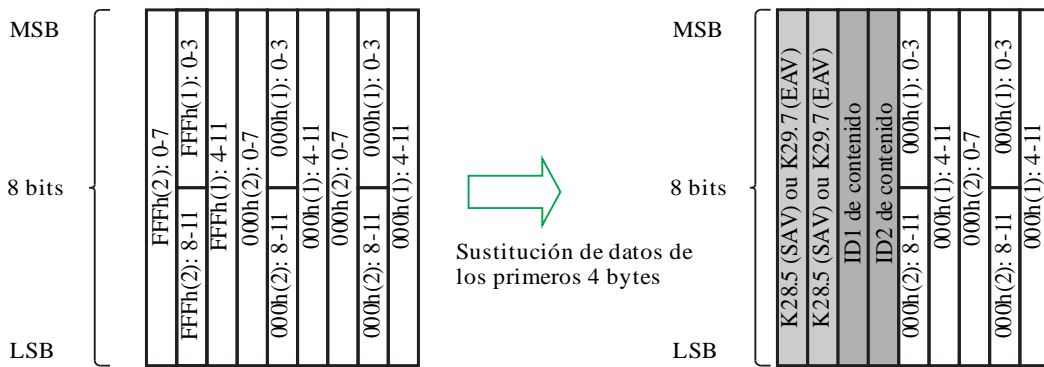 MSB
8 bits
LSB
FFFh(2): 0-7
FFFh(1): 0-3
FFFh(2): 8-11
FFFh(1): 4-11
000h(2): 0-7
000h(1): 0-3
000h(2): 8-11
000h(1): 4-11
000h(2): 0-7
000h(1): 0-3
000h(2): 8-11
000h(1): 4-11
Sustitución de datos de
los primeros 4 bytes
MSB
8 bits
LSB
K28.5 (SAV) ou K29.7 (EAV)
K28.5 (SAV) ou K29.7 (EAV)
ID1 de contenido
ID2 de contenido
000h(1): 0-3
000h(2): 8-11
000h(1): 4-11
000h(2): 0-7
000h(1): 0-3
000h(2): 8-11
000h(1): 4-11